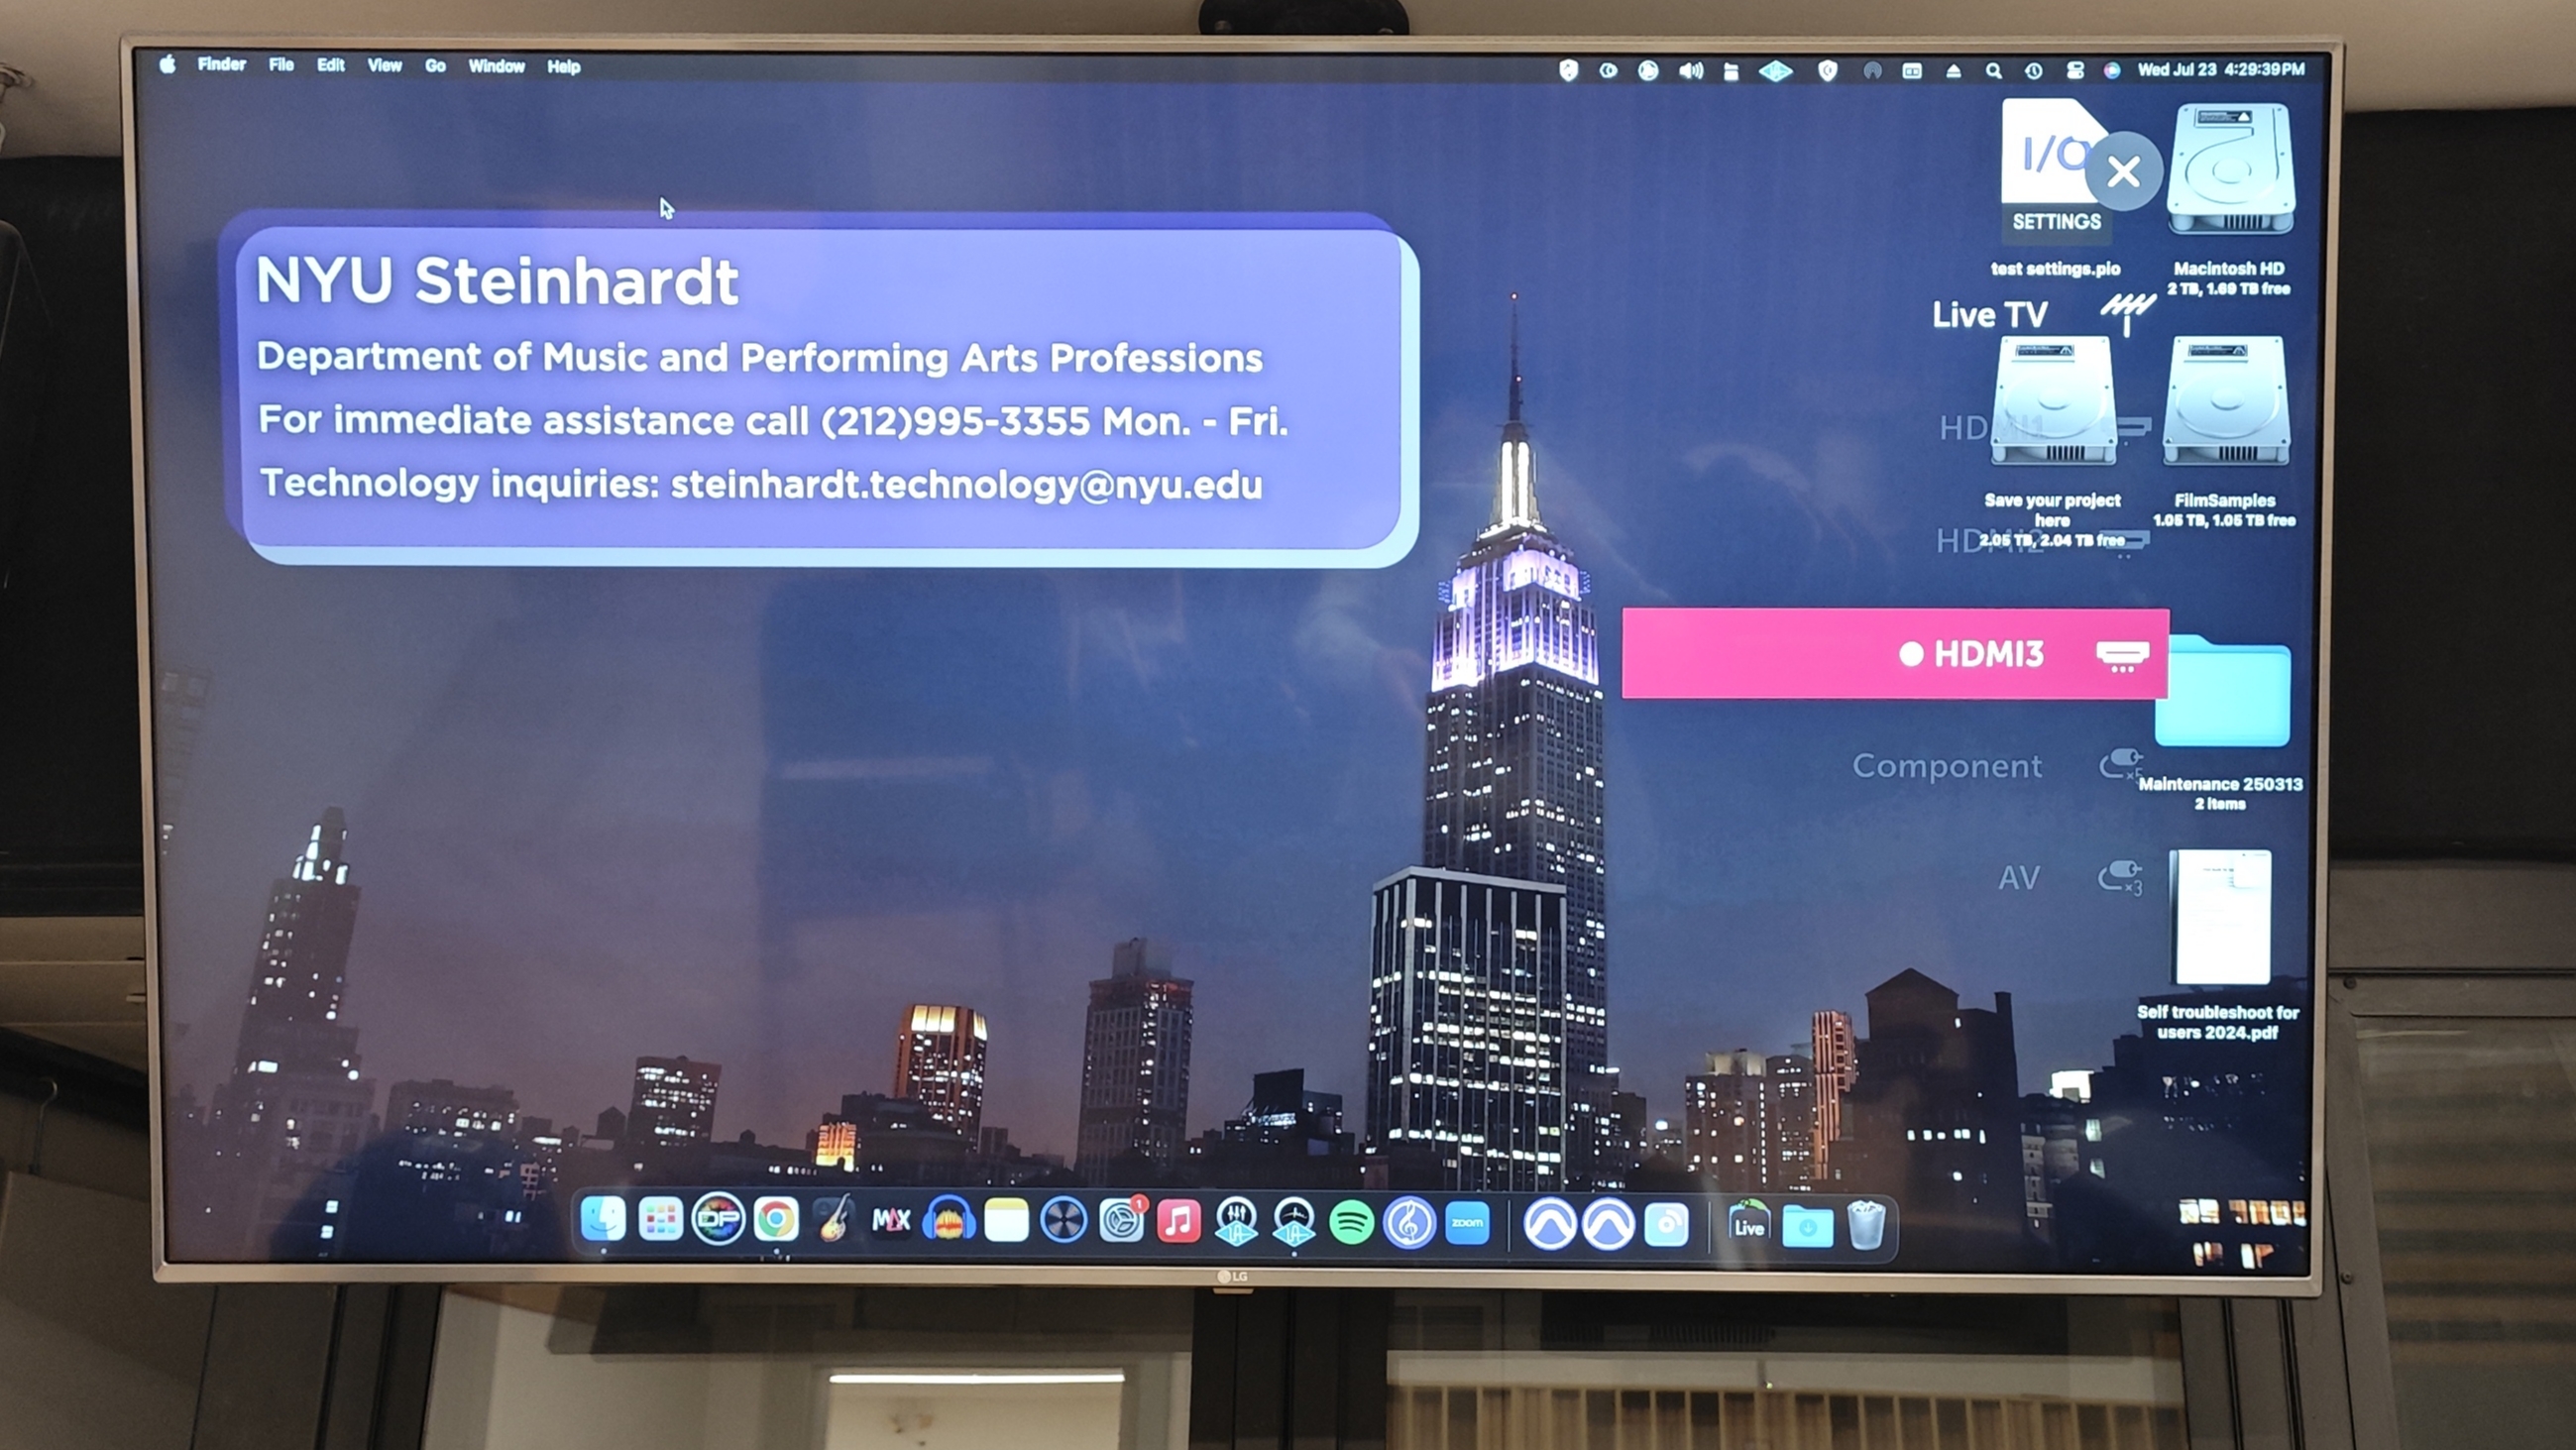 Finder File Edit View Go Window Help
Wed Jul 23 4:29:39 PM
NYU Steinhardt
Department of Music and Performing Arts Professions
For immediate assistance call (212)995-3355 Mon. - Fri.
Technology inquiries: steinhardt.technology@nyu.edu
I/O
SETTINGS
test settings.pio
Macintosh HD
2 TB, 1.69 TB free
Live TV
HDMI1
Save your project
here
2.05 TB, 2.04 TB free
FilmSamples
1.05 TB, 1.05 TB free
HDMI2
HDMI3
Component
Maintenance 250313
2 items
AV
×3
Self troubleshoot for
users 2024.pdf
DP
MAX
1
zoom
Live
LG